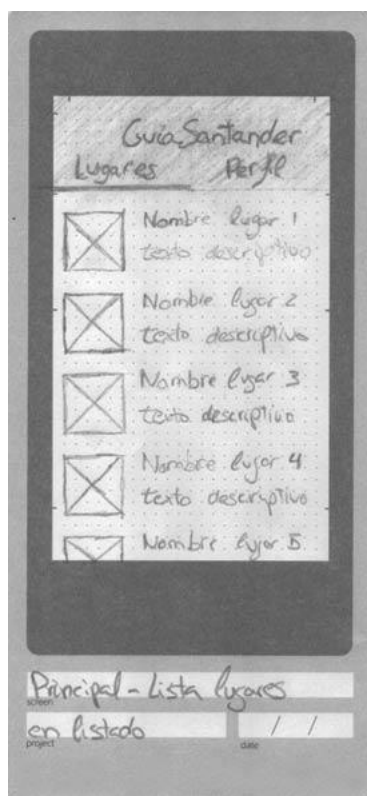 Guía Santander
Lugares Perfil
Nombre lugar 1
texto descriptivo
Nombre lugar 2
texto descriptivo
Nombre lugar 3
texto descriptivo
Nombre lugar 4
texto descriptivo
Nombre lugar 5
Principal - Lista lugares
screen
en listado / /
project date